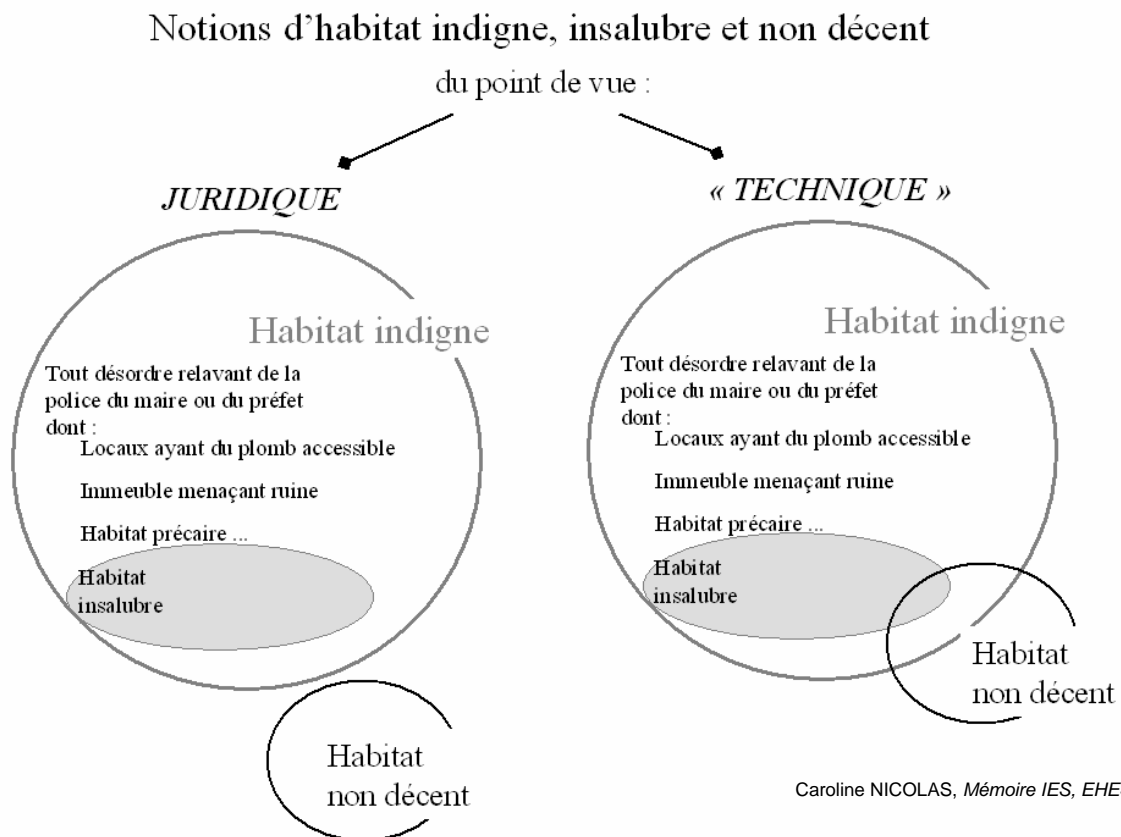 Notions d'habitat indigne, insalubre et non décent
du point de vue :
JURIDIQUE
Habitat indigne
Tout désordre relavant de la
police du maire ou du préfet
dont :
Locaux ayant du plomb accessible
Immeuble menaçant ruine
Habitat précaire ...
Habitat
insalubre
Habitat
non décent
« TECHNIQUE »
Habitat indigne
Tout désordre relavant de la
police du maire ou du préfet
dont :
Locaux ayant du plomb accessible
Immeuble menaçant ruine
Habitat précaire ...
Habitat
insalubre
Habitat
non décent
Caroline NICOLAS, Mémoire IES,